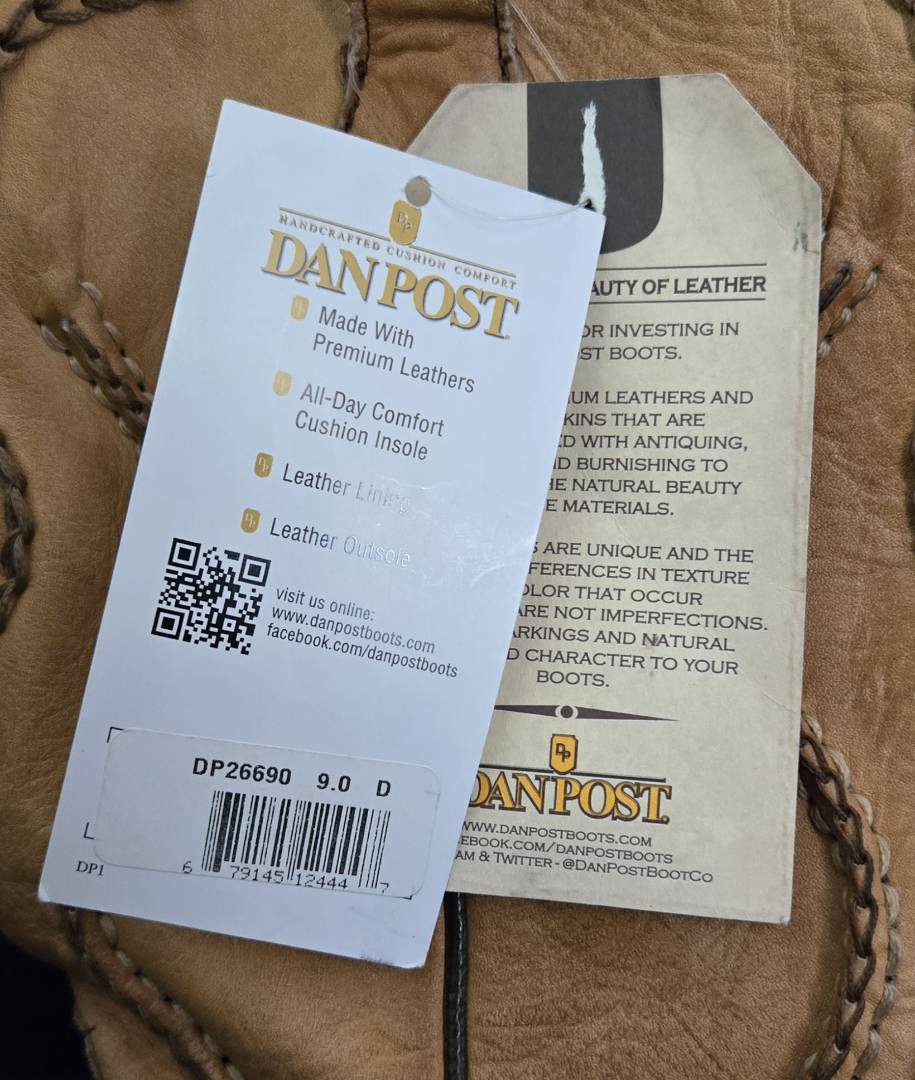 DP
HANDCRAFTED CUSHION COMFORT
DAN POST
Made With
Premium Leathers
All-Day Comfort
Cushion Insole
Leather Lining
Leather Outsole
visit us online:
www.danpostboots.com
facebook.com/danpostboots
DP26690 9.0 D
6 79145 12444 7
DPI
AUTY OF LEATHER
OR INVESTING IN
ST BOOTS.
UM LEATHERS AND
KINS THAT ARE
ED WITH ANTIQUING,
D BURNISHING TO
HE NATURAL BEAUTY
E MATERIALS.
S ARE UNIQUE AND THE
FERENCES IN TEXTURE
OLOR THAT OCCUR
ARE NOT IMPERFECTIONS.
ARKINGS AND NATURAL
D CHARACTER TO YOUR
BOOTS.
DP
DAN POST
WWW.DANPOSTBOOTS.COM
EBOOK.COM/DANPOSTBOOTS
AM & TWITTER - @DANPOSTBOOTCO